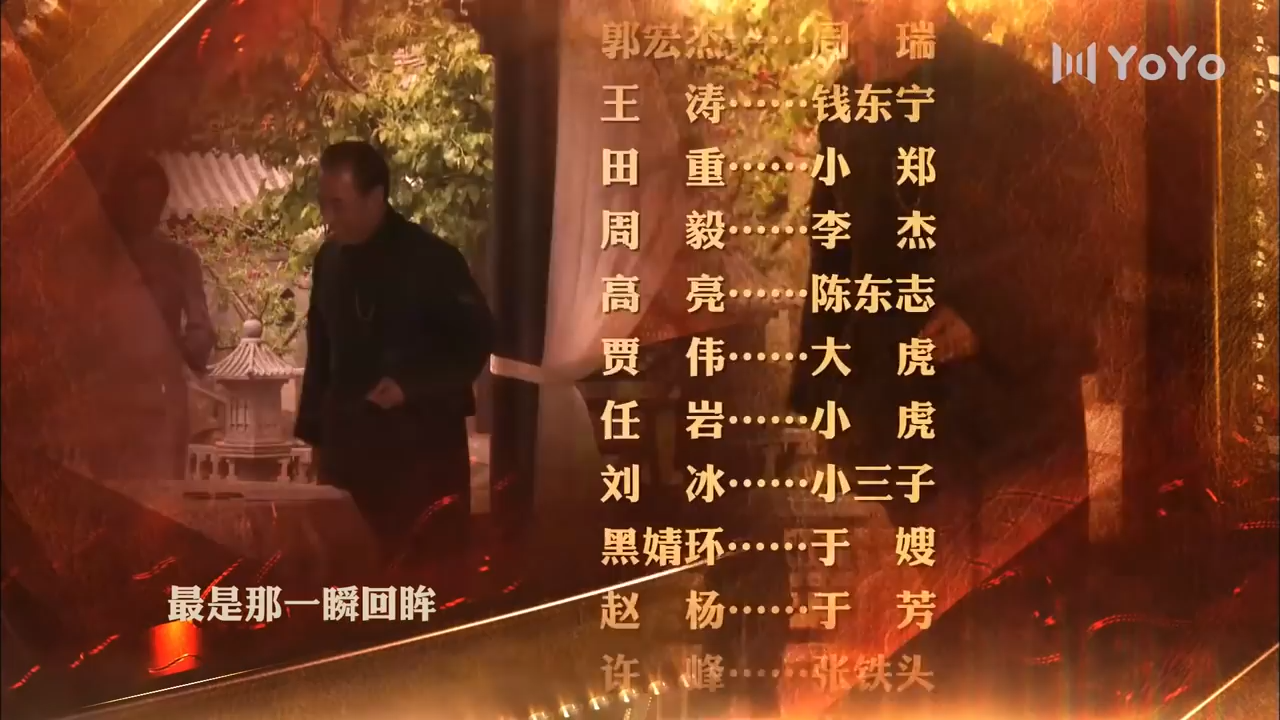 YoYo
郭宏杰……周 瑞
王 涛……钱东宁
田 重……小 郑
周 毅……李 杰
高 亮……陈东志
贾 伟……大 虎
任 岩……小 虎
刘 冰……小三子
黑婧环……于 嫂
赵 杨……于 芳
许 峰……张铁头
最是那一瞬回眸